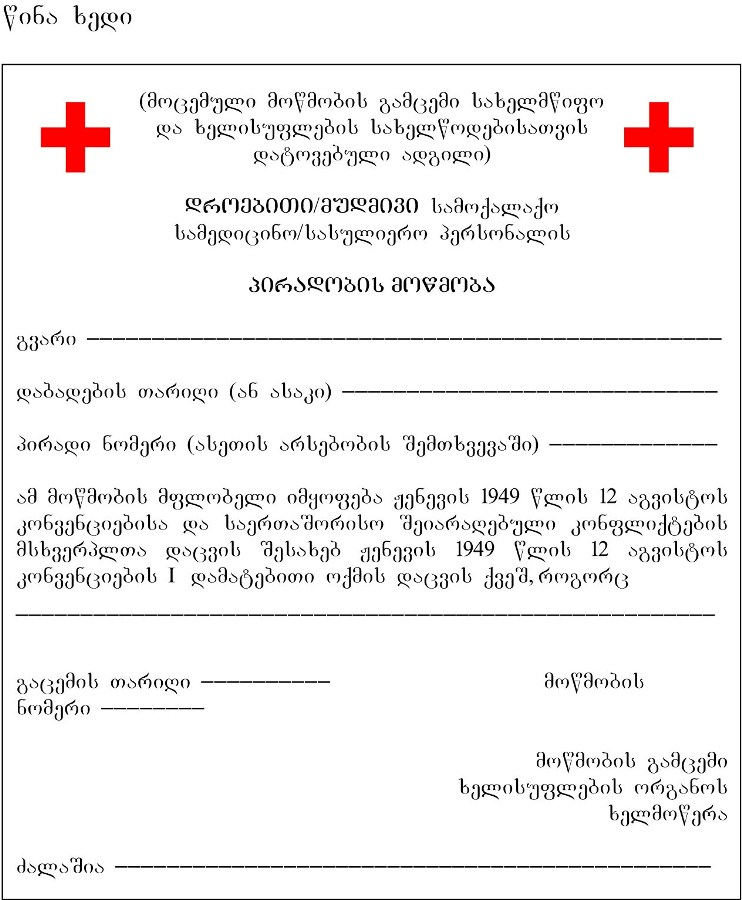 წინა ხედი
(მოცემული მოწმობის გამცემი სახელმწიფო
და ხელისუფლების სახელწოდებისათვის
დატოვებული ადგილი)
დროებითი/მუდმივი სამოქალაქო
სამედიცინო/სასულიერო პერსონალის
პირადობის მოწმობა
გვარი
დაბადების თარიღი (ან ასაკი)
პირადი ნომერი (ასეთის არსებობის შემთხვევაში)
ამ მოწმობის მფლობელი იმყოფება ჟენევის 1949 წლის 12 აგვისტოს
კონვენციებისა და საერთაშორისო შეიარაღებული კონფლიქტების
მსხვერპლთა დაცვის შესახებ ჟენევის 1949 წლის 12 აგვისტოს
კონვენციების I დამატებითი ოქმის დაცვის ქვეშ, როგორც
გაცემის თარიღი მოწმობის
ნომერი
მოწმობის გამცემი
ხელისუფლების ორგანოს
ხელმოწერა
ძალაშია